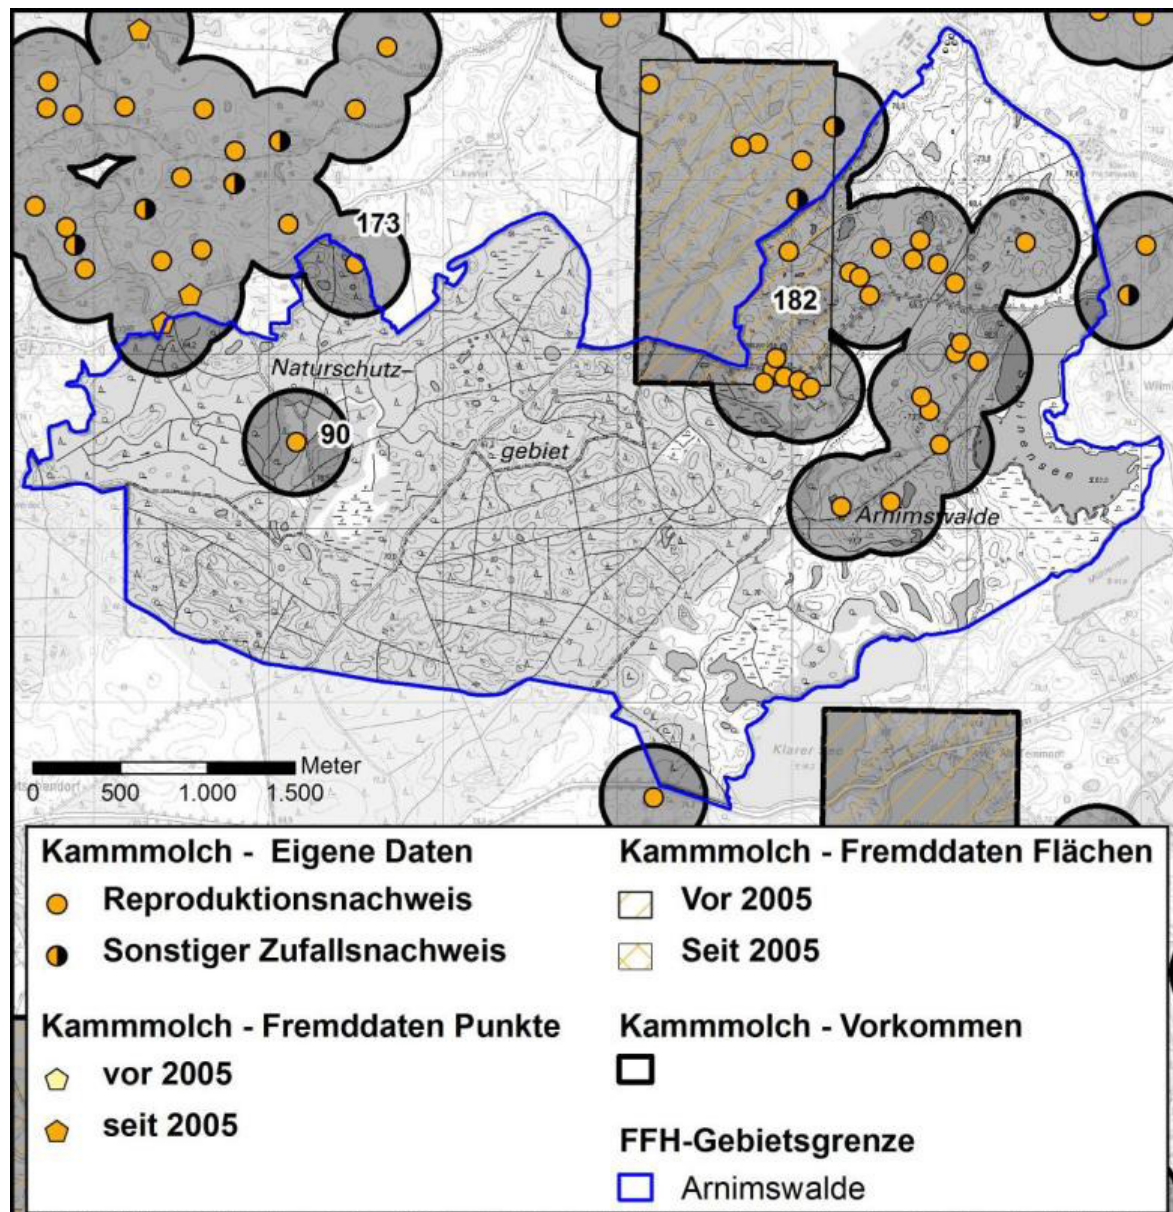 173
182
Naturschutz-
90
gebiet
Arnimswalde
Klarer See
Meter
0 500 1.000 1.500
Kammmolch - Eigene Daten
Reproduktionsnachweis
Sonstiger Zufallsnachweis
Kammmolch - Fremddaten Punkte
vor 2005
seit 2005
Kammmolch - Fremddaten Flächen
Vor 2005
Seit 2005
Kammmolch - Vorkommen
FFH-Gebietsgrenze
Arnimswalde